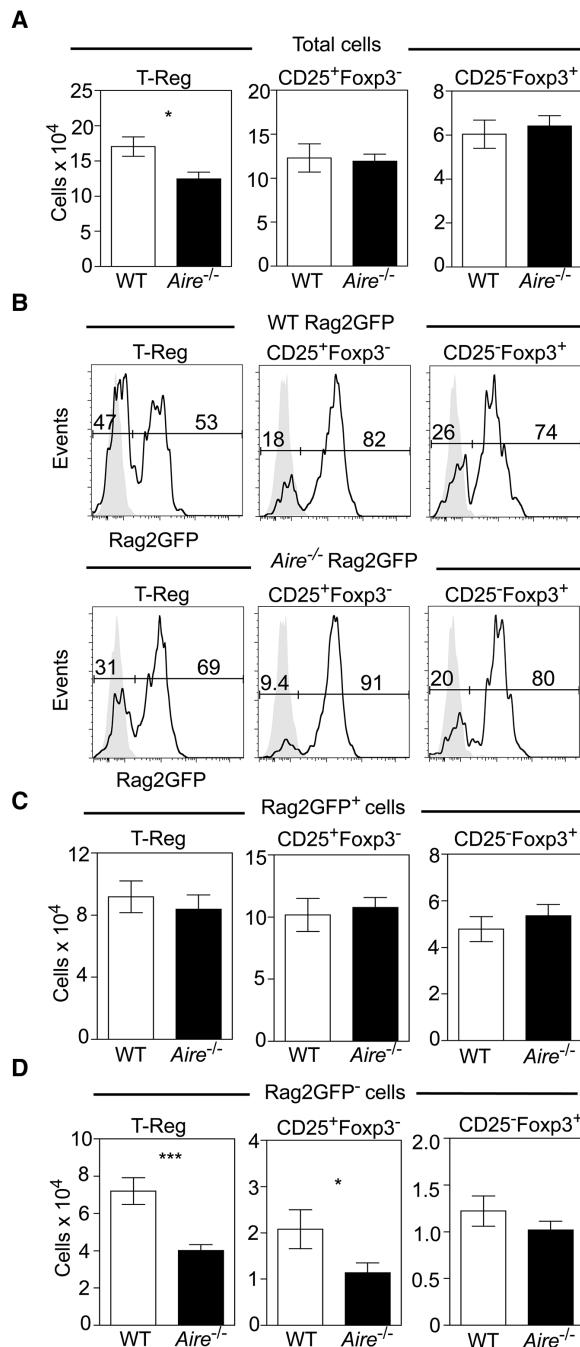 A
Total cells
T-Reg CD25+Foxp3- CD25-Foxp3+
Cells x 10^4
25
20
15
10
5
0
*
WT Aire-/-
20
15
10
5
0
WT Aire-/-
8
6
4
2
0
WT Aire-/-
B
WT Rag2GFP
T-Reg CD25+Foxp3- CD25-Foxp3+
Events
47 53
18 82
26 74
Rag2GFP
Aire-/- Rag2GFP
T-Reg CD25+Foxp3- CD25-Foxp3+
Events
31 69
9.4 91
20 80
Rag2GFP
C
Rag2GFP+ cells
T-Reg CD25+Foxp3- CD25-Foxp3+
Cells x 10^4
12
8
4
0
WT Aire-/-
15
10
5
0
WT Aire-/-
8
6
4
2
0
WT Aire-/-
D
Rag2GFP- cells
T-Reg CD25+Foxp3- CD25-Foxp3+
Cells x 10^4
8
6
4
2
0
***
WT Aire-/-
4
3
2
1
0
*
WT Aire-/-
2.0
1.5
1.0
0.5
0
WT Aire-/-